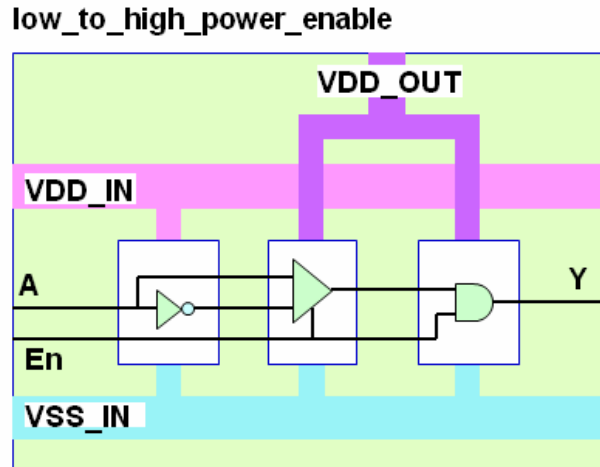 low_to_high_power_enable
VDD_OUT
VDD_IN
A
Y
En
VSS_IN